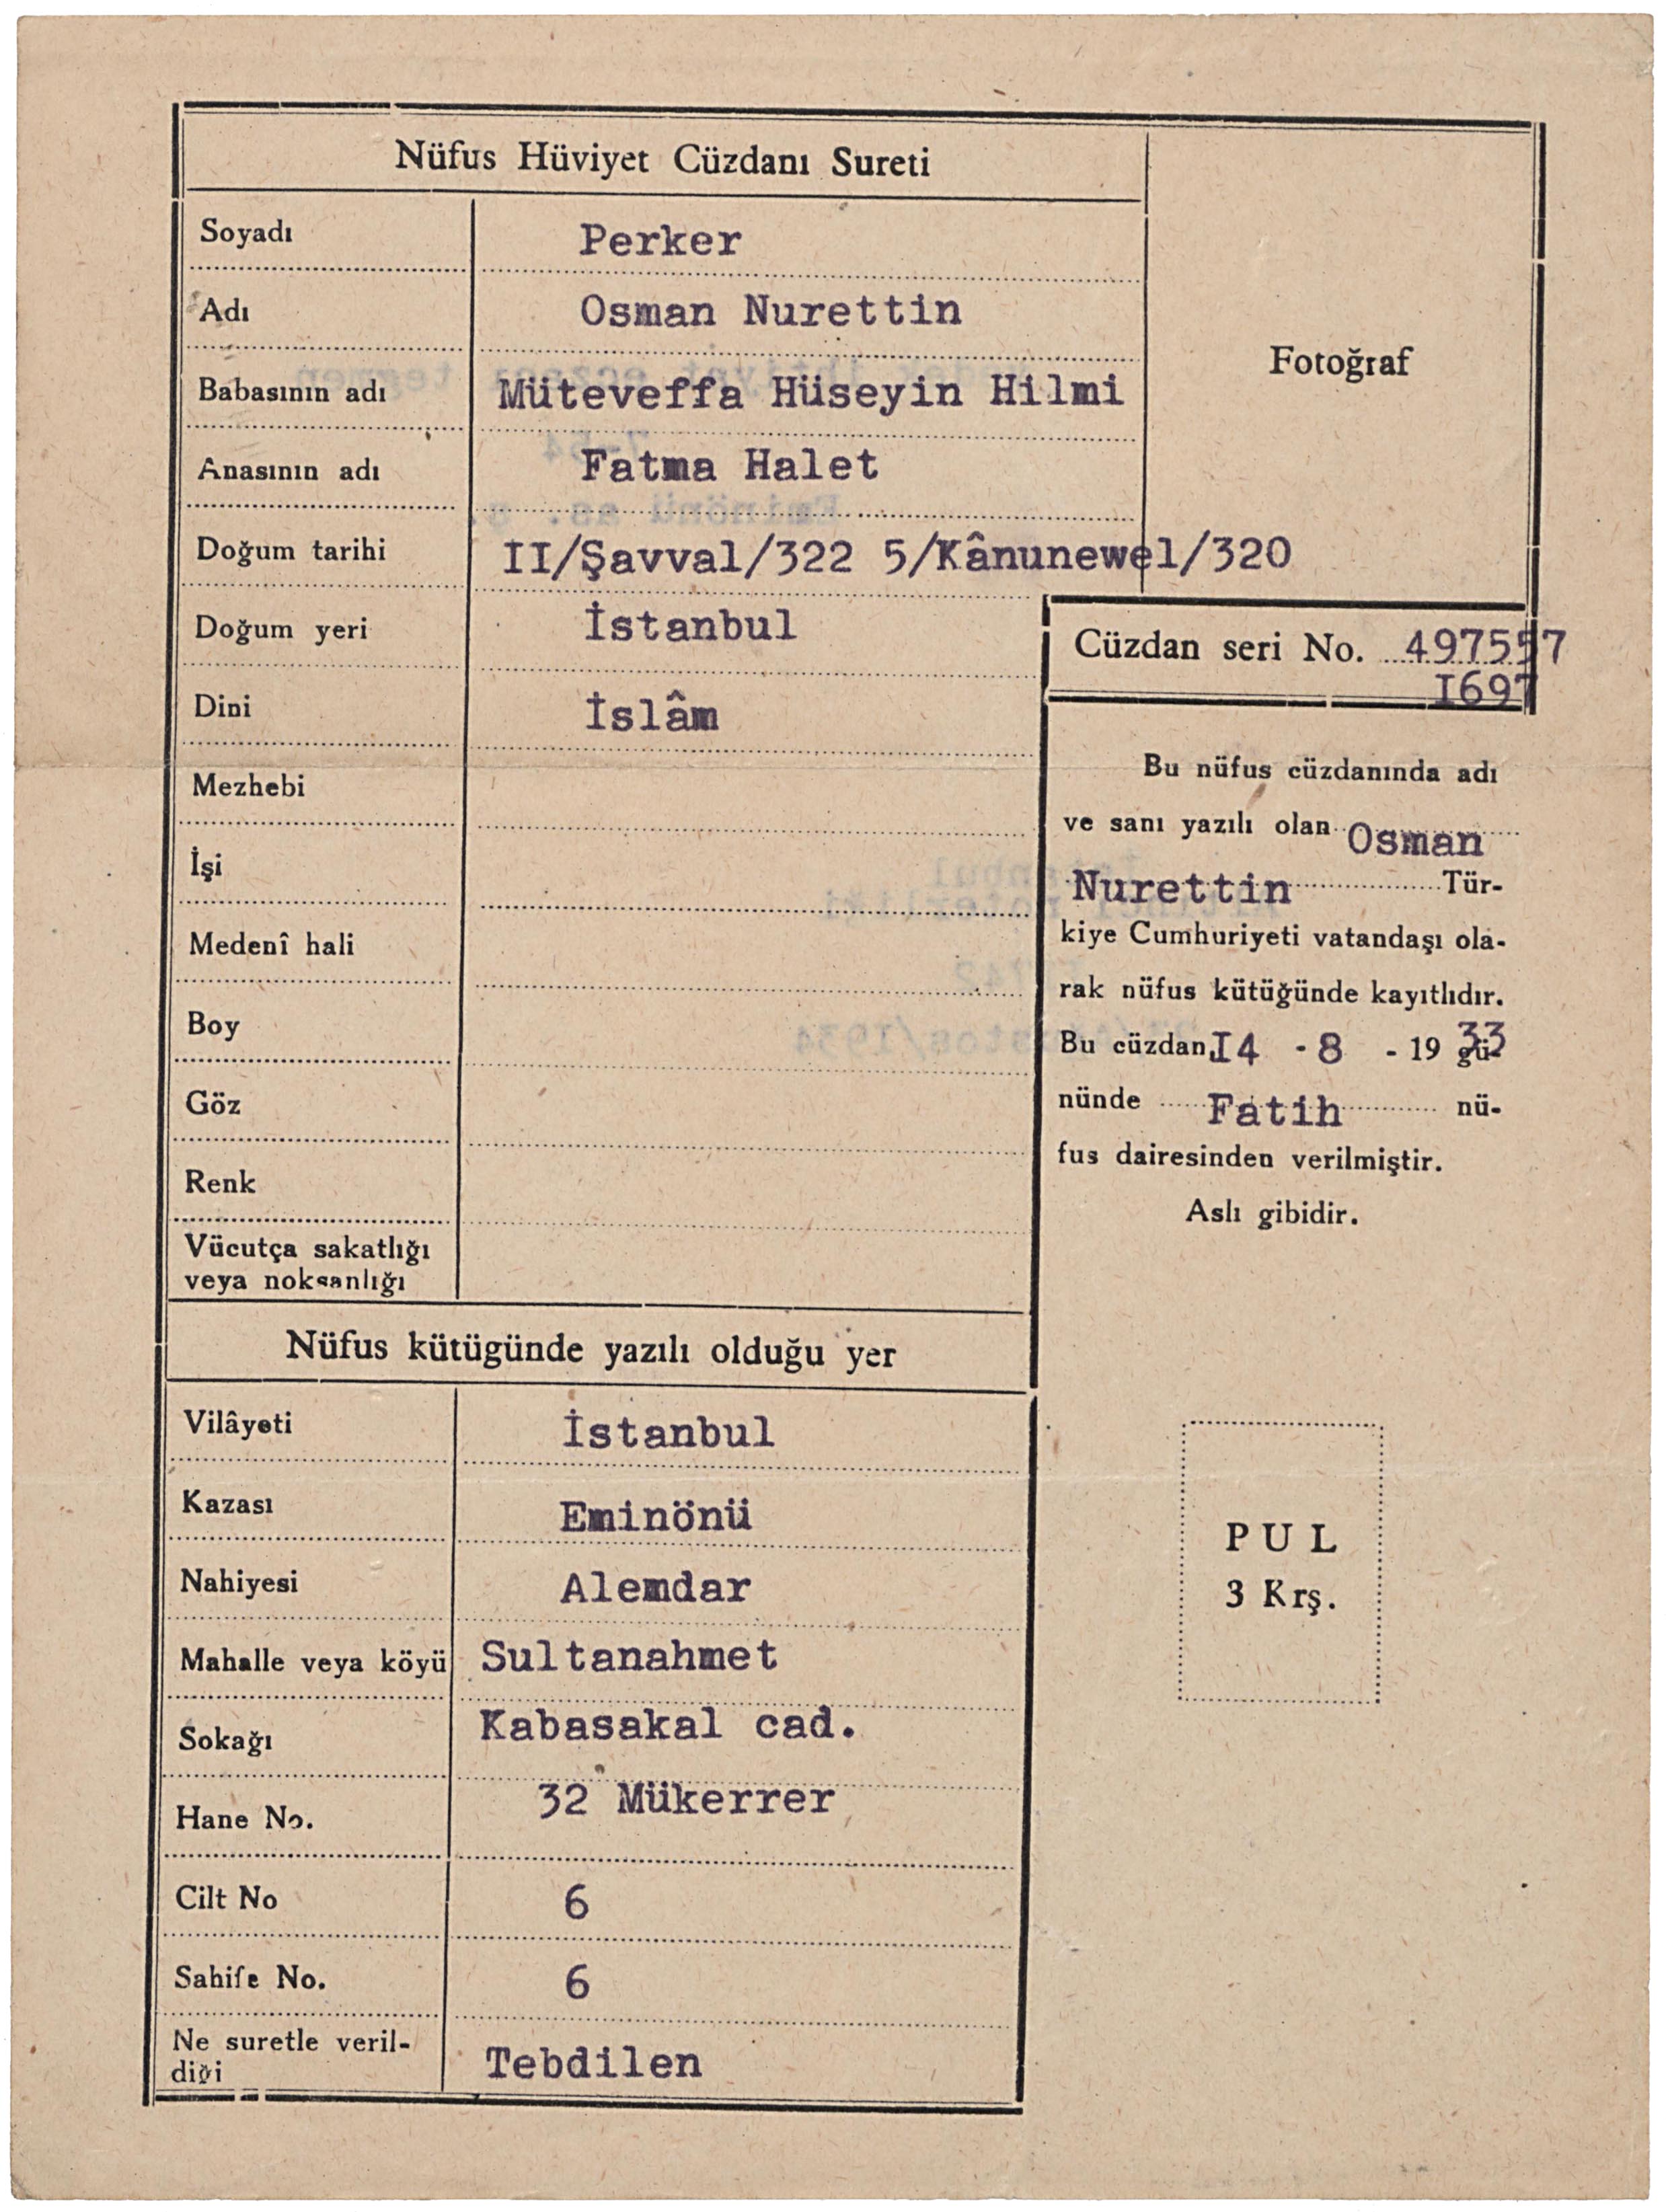 Nüfus Hüviyet Cüzdanı Sureti
Soyadı Perker
Adı Osman Nurettin
Babasının adı Müteveffa Hüseyin Hilmi
Anasının adı Fatma Halet
Doğum tarihi II/Şavval/322 5/Kânunewel/320
Doğum yeri İstanbul
Dini İslâm
Mezhebi
İşi
Medenî hali
Boy
Göz
Renk
Vücutça sakatlığı
veya noksanlığı
Nüfus kütügünde yazılı olduğu yer
Vilâyeti İstanbul
Kazası Eminönü
Nahiyesi Alemdar
Mahalle veya köyü Sultanahmet
Sokağı Kabasakal cad.
Hane No. 32 Mükerrer
Cilt No 6
Sahife No. 6
Ne suretle veril-
diği Tebdilen
Fotoğraf
Cüzdan seri No. 497557
I697
Bu nüfus cüzdanında adı
ve sanı yazılı olan Osman
Nurettin Tür-
kiye Cumhuriyeti vatandaşı ola-
rak nüfus kütüğünde kayıtlıdır.
Bu cüzdan I4 - 8 - 19 33 gü-
nünde Fatih nü-
fus dairesinden verilmiştir.
Aslı gibidir.
PUL
3 Krş.